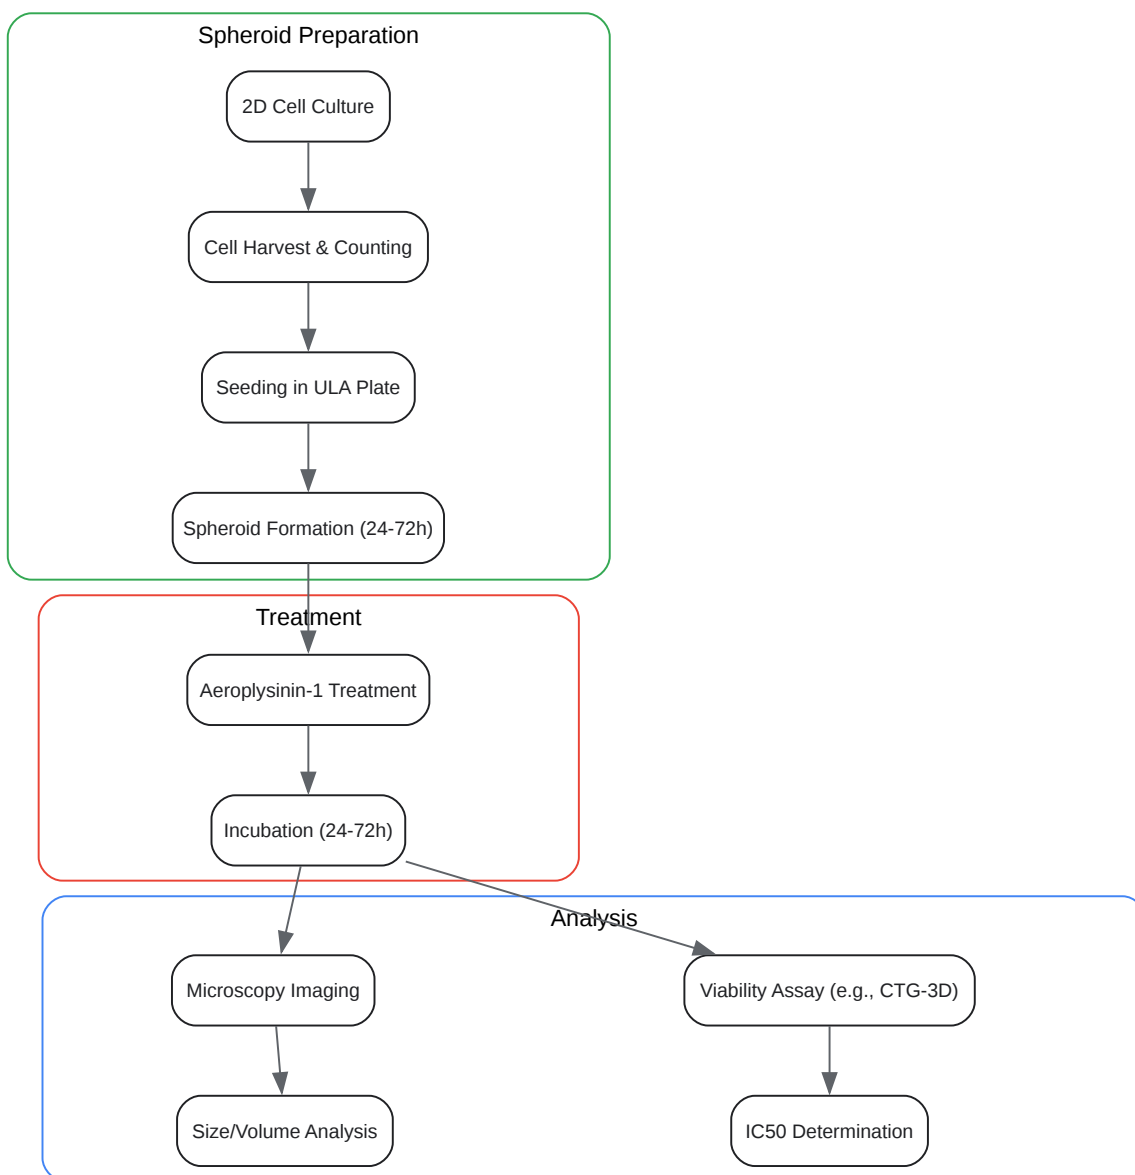 Spheroid Preparation
2D Cell Culture
Cell Harvest & Counting
Seeding in ULA Plate
Spheroid Formation (24-72h)
Treatment
Aeroplysinin-1 Treatment
Incubation (24-72h)
Analysis
Microscopy Imaging
Viability Assay (e.g., CTG-3D)
Size/Volume Analysis
IC50 Determination